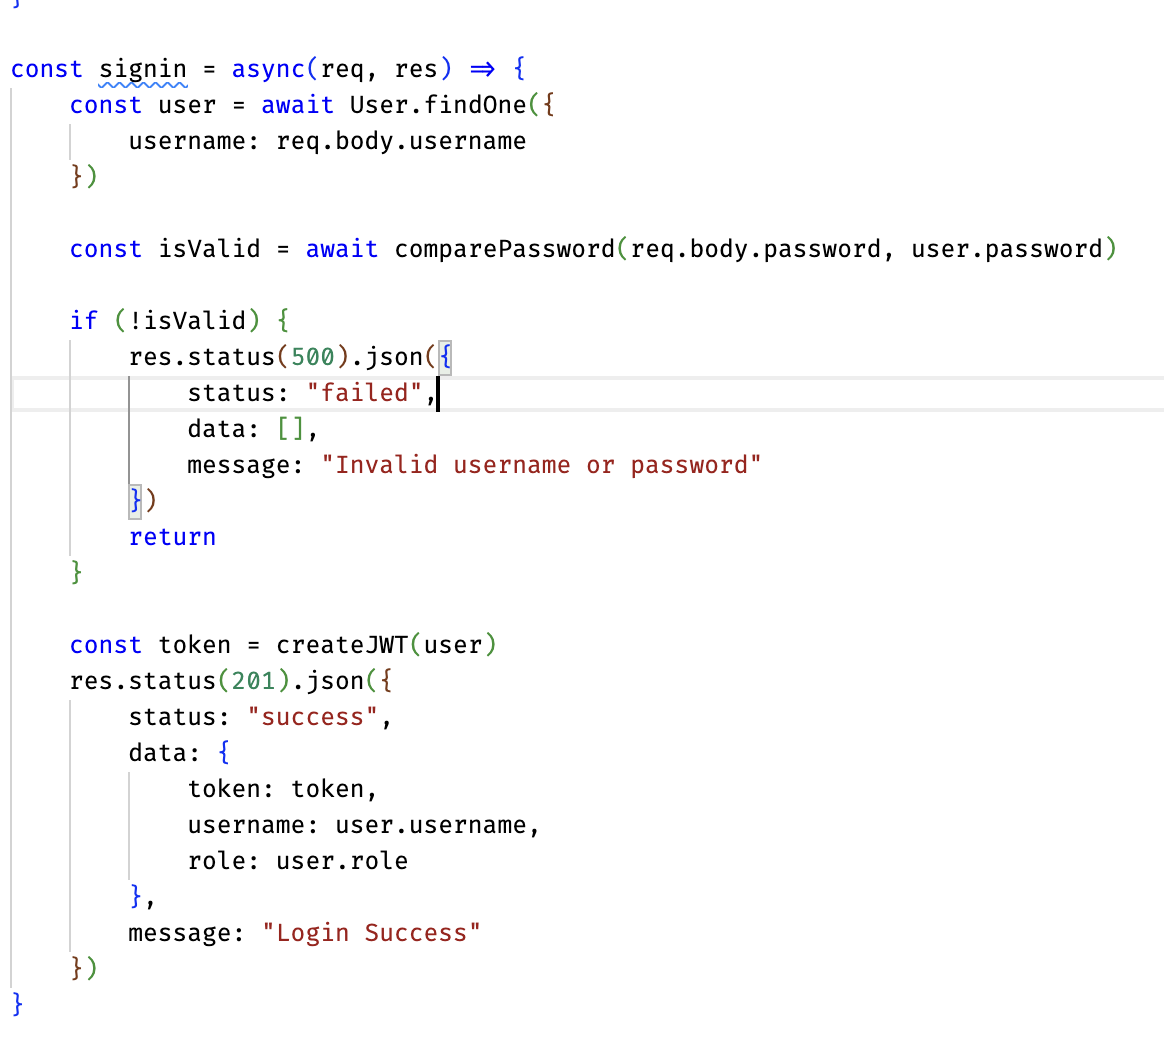 }
const signin = async(req, res) => {
    const user = await User.findOne({
        username: req.body.username
    })

    const isValid = await comparePassword(req.body.password, user.password)

    if (!isValid) {
        res.status(500).json({
            status: "failed",
            data: [],
            message: "Invalid username or password"
        })
        return
    }

    const token = createJWT(user)
    res.status(201).json({
        status: "success",
        data: {
            token: token,
            username: user.username,
            role: user.role
        },
        message: "Login Success"
    })
}